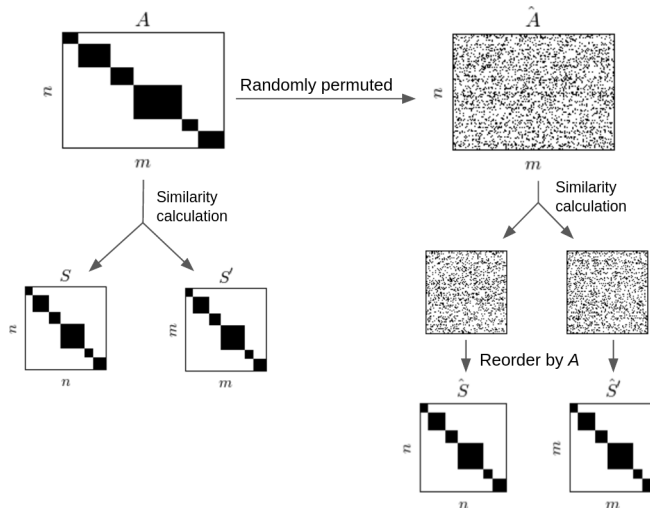 A
Â
n
Randomly permuted
n
m
m
Similarity
calculation
Similarity
calculation
S
S′
n
m
n
m
Reorder by A
Ŝ
Ŝ′
n
m
n
m